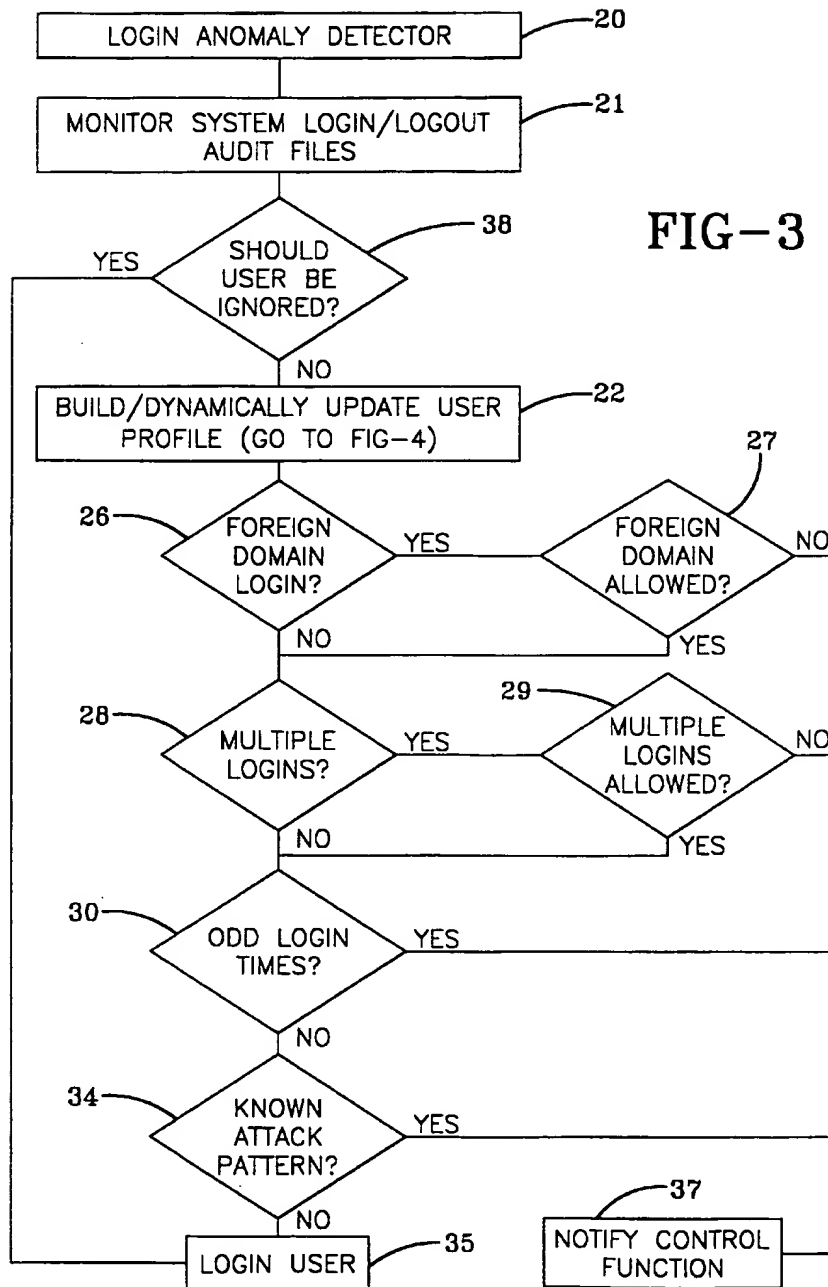 LOGIN ANOMALY DETECTOR
20
MONITOR SYSTEM LOGIN/LOGOUT
AUDIT FILES
21
FIG-3
SHOULD
USER BE
IGNORED?
38
YES
NO
BUILD/DYNAMICALLY UPDATE USER
PROFILE (GO TO FIG-4)
22
26
FOREIGN
DOMAIN
LOGIN?
YES
NO
27
FOREIGN
DOMAIN
ALLOWED?
NO
YES
28
MULTIPLE
LOGINS?
YES
NO
29
MULTIPLE
LOGINS
ALLOWED?
NO
YES
30
ODD LOGIN
TIMES?
YES
NO
34
KNOWN
ATTACK
PATTERN?
YES
NO
LOGIN USER
35
37
NOTIFY CONTROL
FUNCTION